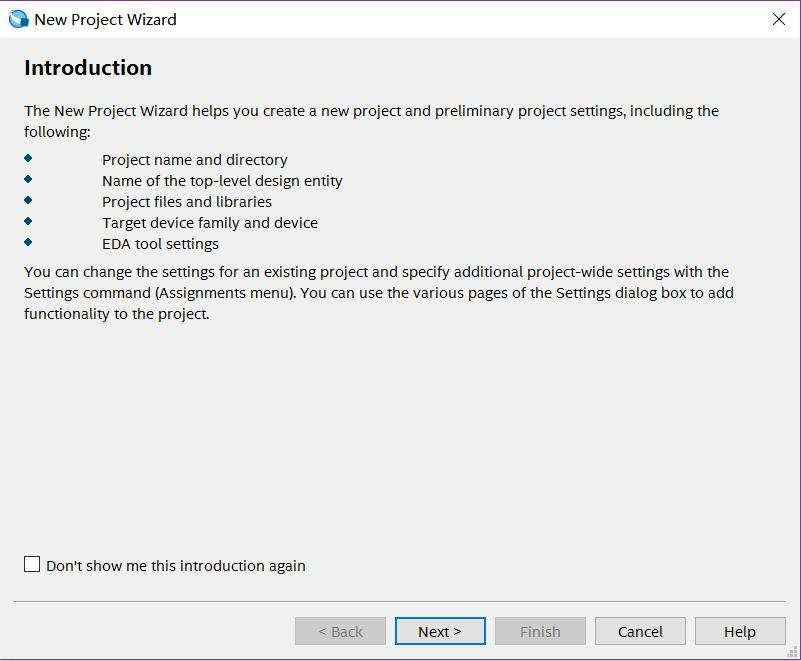 New Project Wizard
Introduction
The New Project Wizard helps you create a new project and preliminary project settings, including the
following:
Project name and directory
Name of the top-level design entity
Project files and libraries
Target device family and device
EDA tool settings
You can change the settings for an existing project and specify additional project-wide settings with the
Settings command (Assignments menu). You can use the various pages of the Settings dialog box to add
functionality to the project.
Don't show me this introduction again
< Back Next > Finish Cancel Help